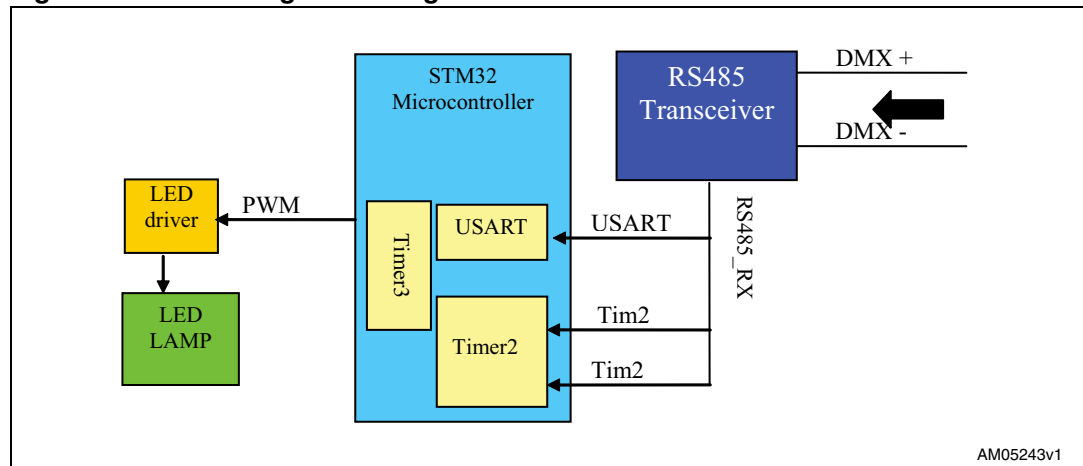 STM32
Microcontroller
RS485
Transceiver
DMX +
DMX -
LED
driver
PWM
Timer3
USART
USART
RS485_RX
LED
LAMP
Timer2
Tim2
Tim2
AM05243v1